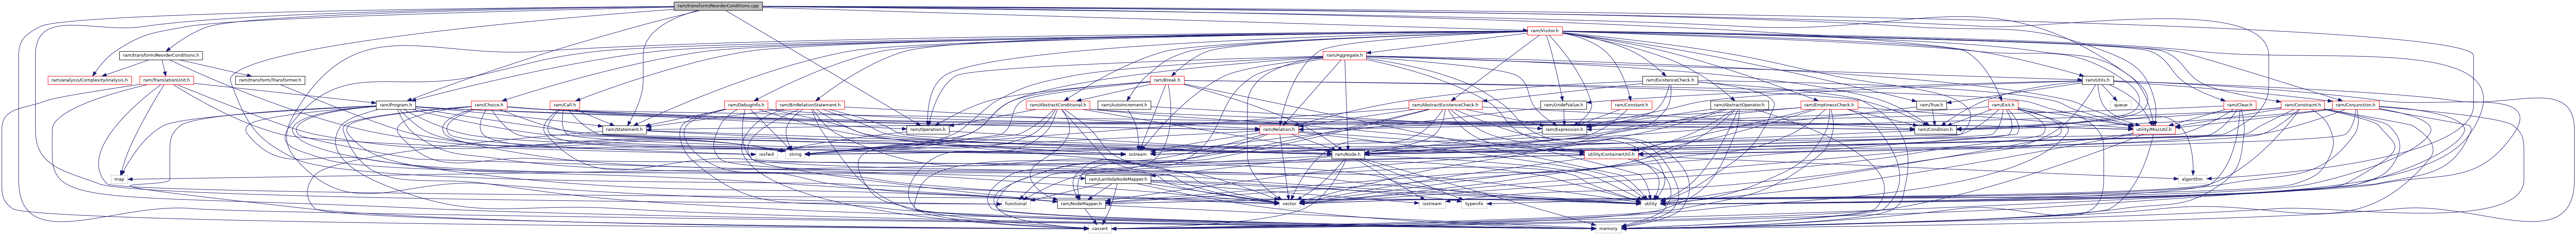 ram/transform/ReorderConditions.cpp
ram/Visitor.h
ram/transform/ReorderConditions.h
ram/Aggregate.h
ram/analysis/ComplexityAnalysis.h
ram/TranslationUnit.h
ram/transform/Transformer.h
ram/Break.h
ram/ExistenceCheck.h
ram/Utils.h
ram/Program.h
ram/Choice.h
ram/Call.h
ram/DebugInfo.h
ram/BinRelationStatement.h
ram/AbstractConditional.h
ram/AutoIncrement.h
ram/AbstractExistenceCheck.h
ram/UndefValue.h
ram/Constant.h
ram/AbstractOperator.h
ram/EmptinessCheck.h
ram/True.h
ram/Exit.h
queue
ram/Clear.h
ram/Constraint.h
ram/Conjunction.h
ram/Statement.h
ram/Operation.h
ram/Relation.h
ram/Expression.h
ram/Condition.h
utility/MiscUtil.h
iosfwd
string
ostream
ram/Node.h
utility/ContainerUtil.h
map
ram/LambdaNodeMapper.h
algorithm
functional
ram/NodeMapper.h
vector
iostream
typeinfo
utility
cassert
memory